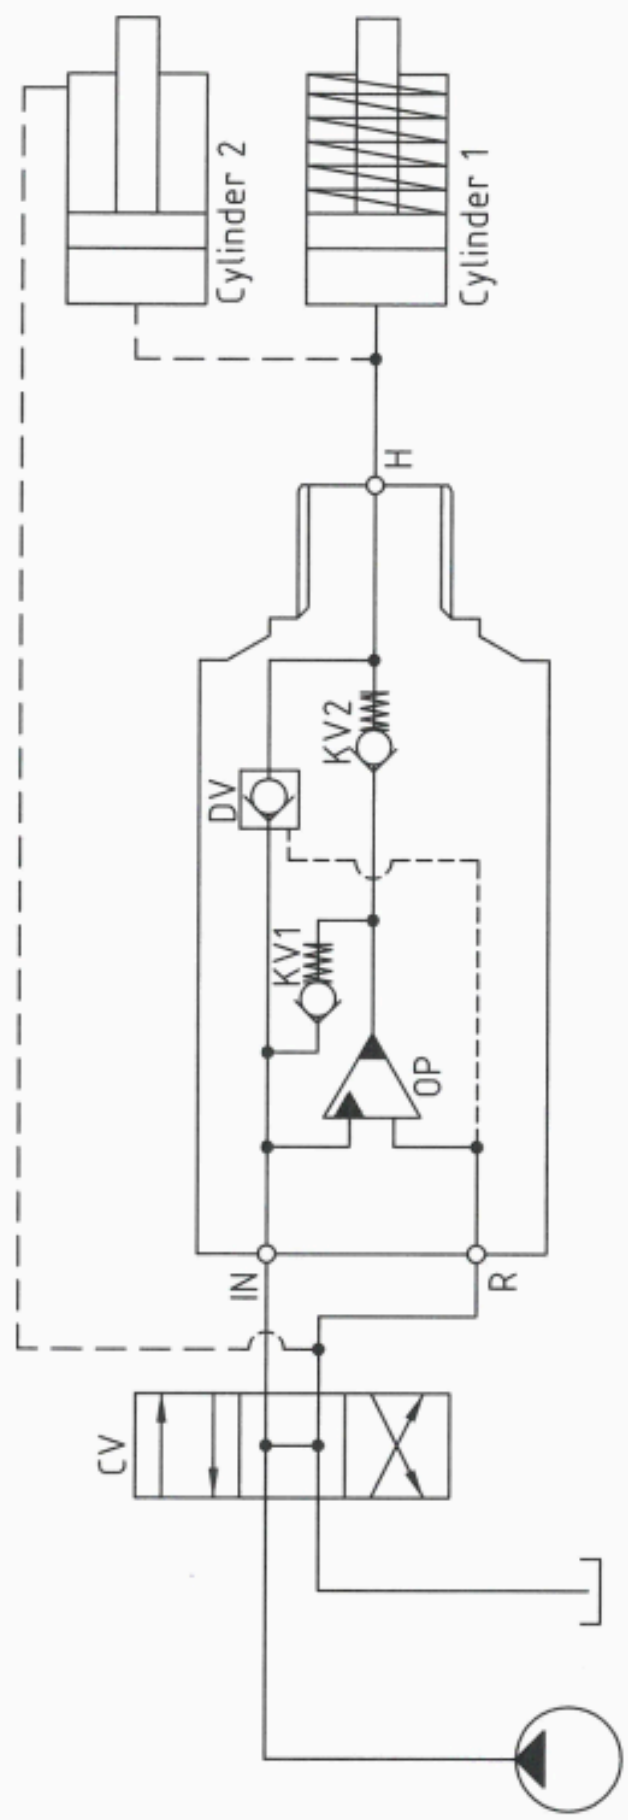 Cylinder 2
Cylinder 1
H
KV2
DV
KV1
OP
IN
R
CV